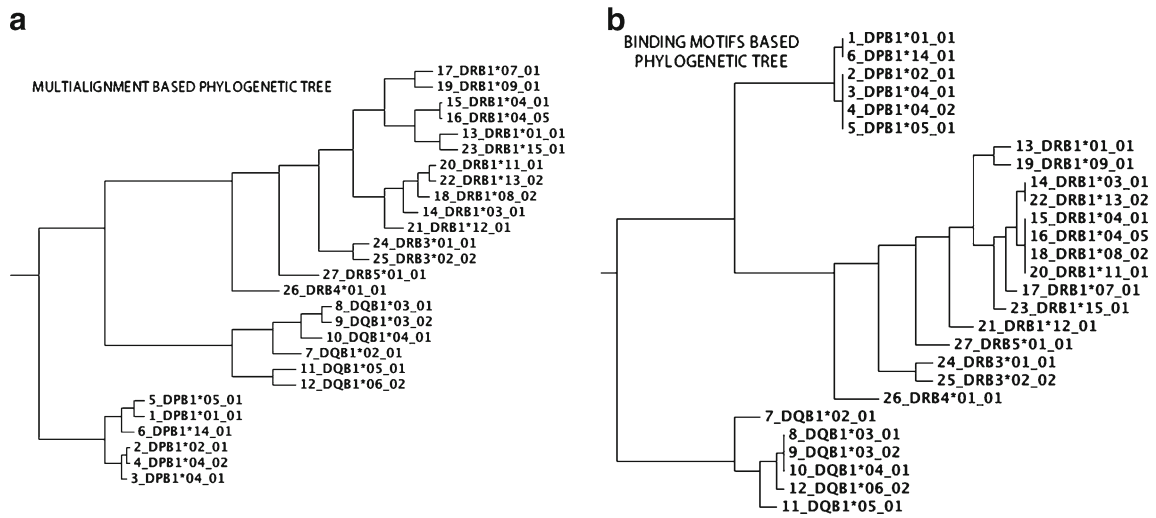 a
MULTIALIGNMENT BASED PHYLOGENETIC TREE
17_DRB1*07_01
19_DRB1*09_01
15_DRB1*04_01
16_DRB1*04_05
13_DRB1*01_01
23_DRB1*15_01
20_DRB1*11_01
22_DRB1*13_02
18_DRB1*08_02
14_DRB1*03_01
21_DRB1*12_01
24_DRB3*01_01
25_DRB3*02_02
27_DRB5*01_01
26_DRB4*01_01
8_DQB1*03_01
9_DQB1*03_02
10_DQB1*04_01
7_DQB1*02_01
11_DQB1*05_01
12_DQB1*06_02
5_DPB1*05_01
1_DPB1*01_01
6_DPB1*14_01
2_DPB1*02_01
4_DPB1*04_02
3_DPB1*04_01
b
BINDING MOTIFS BASED
PHYLOGENETIC TREE
1_DPB1*01_01
6_DPB1*14_01
2_DPB1*02_01
3_DPB1*04_01
4_DPB1*04_02
5_DPB1*05_01
13_DRB1*01_01
19_DRB1*09_01
14_DRB1*03_01
22_DRB1*13_02
15_DRB1*04_01
16_DRB1*04_05
18_DRB1*08_02
20_DRB1*11_01
17_DRB1*07_01
23_DRB1*15_01
21_DRB1*12_01
27_DRB5*01_01
24_DRB3*01_01
25_DRB3*02_02
26_DRB4*01_01
7_DQB1*02_01
8_DQB1*03_01
9_DQB1*03_02
10_DQB1*04_01
12_DQB1*06_02
11_DQB1*05_01